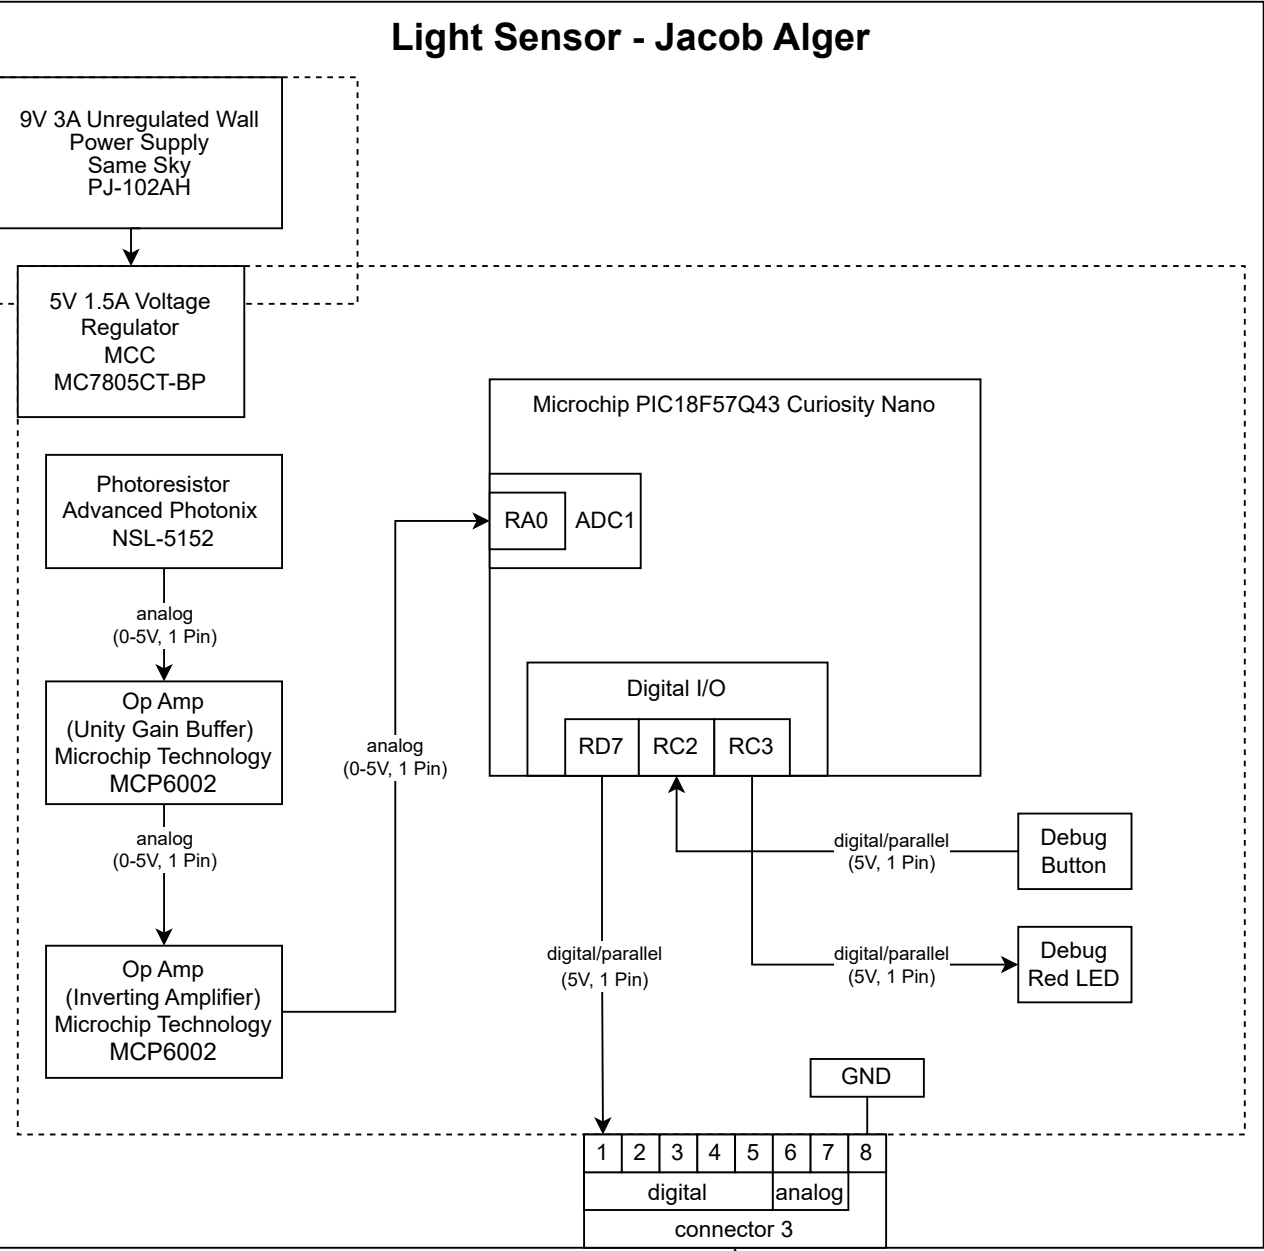 Light Sensor - Jacob Alger
9V 3A Unregulated Wall
Power Supply
Same Sky
PJ-102AH
5V 1.5A Voltage
Regulator
MCC
MC7805CT-BP
Photoresistor
Advanced Photonix
NSL-5152
analog
(0-5V, 1 Pin)
Op Amp
(Unity Gain Buffer)
Microchip Technology
MCP6002
analog
(0-5V, 1 Pin)
Op Amp
(Inverting Amplifier)
Microchip Technology
MCP6002
analog
(0-5V, 1 Pin)
Microchip PIC18F57Q43 Curiosity Nano
RA0 ADC1
Digital I/O
RD7 RC2 RC3
digital/parallel
(5V, 1 Pin)
Debug
Button
digital/parallel
(5V, 1 Pin)
digital/parallel
(5V, 1 Pin)
Debug
Red LED
GND
1 2 3 4 5 6 7 8
digital analog
connector 3